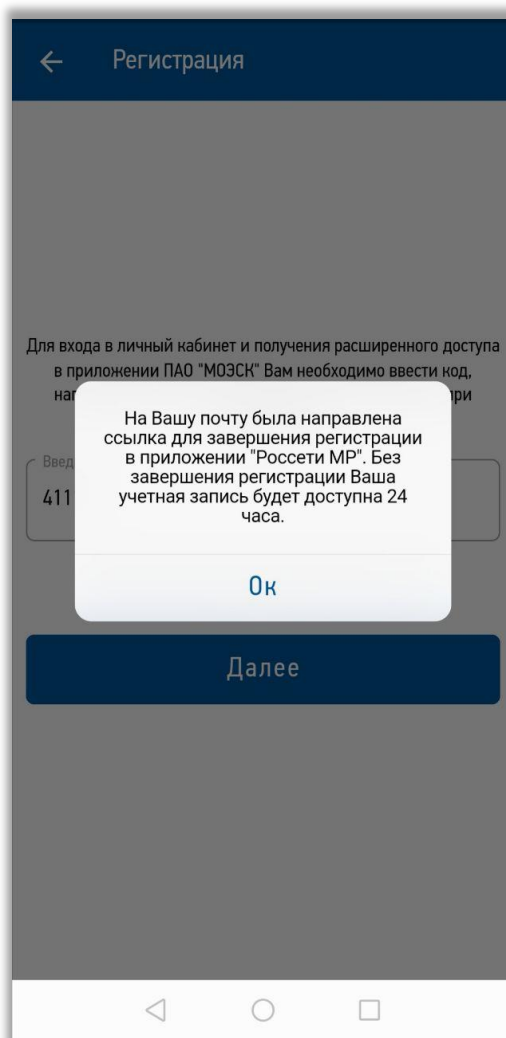 Регистрация
Для входа в личный кабинет и получения расширенного доступа
в приложении ПАО "МОЭСК" Вам необходимо ввести код,
На Вашу почту была направлена
ссылка для завершения регистрации
в приложении "Россети МР". Без
завершения регистрации Ваша
учетная запись будет доступна 24
часа.
411
Ок
Далее